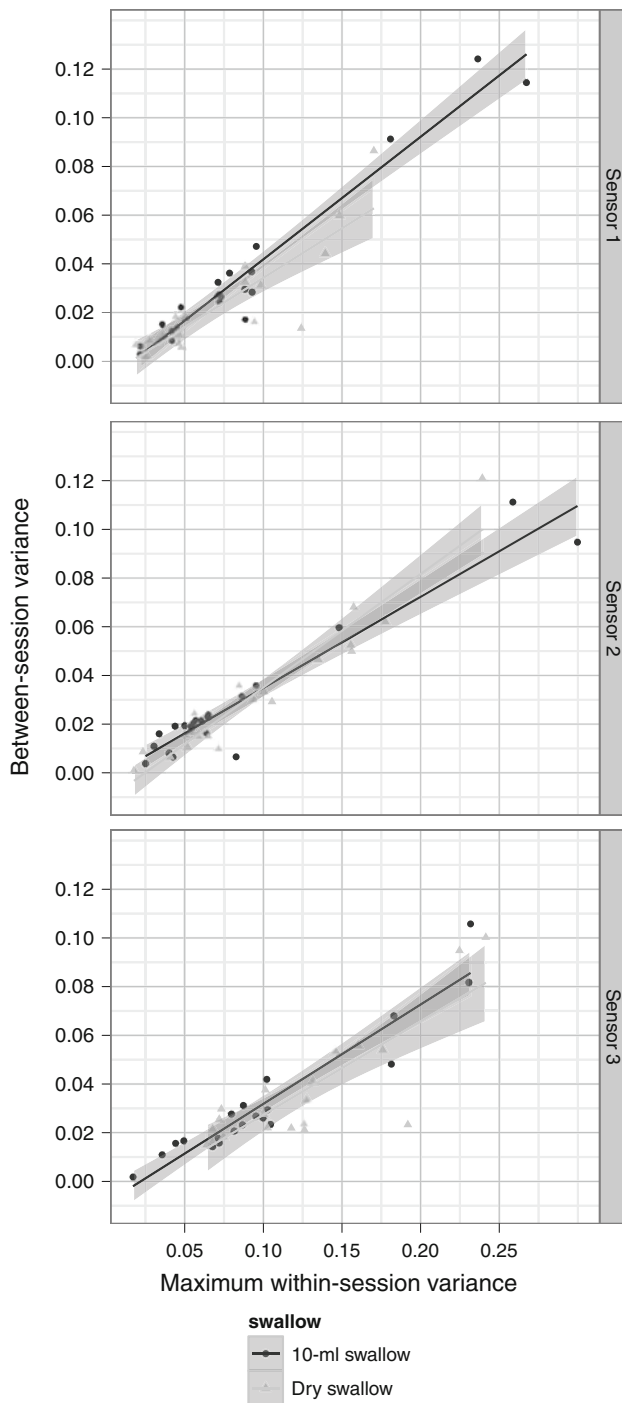 0.12
0.10
0.08
0.06
0.04
0.02
0.00
Sensor 1
Between-session variance
0.12
0.10
0.08
0.06
0.04
0.02
0.00
Sensor 2
0.12
0.10
0.08
0.06
0.04
0.02
0.00
Sensor 3
0.05 0.10 0.15 0.20 0.25
Maximum within-session variance
swallow
10-ml swallow
Dry swallow